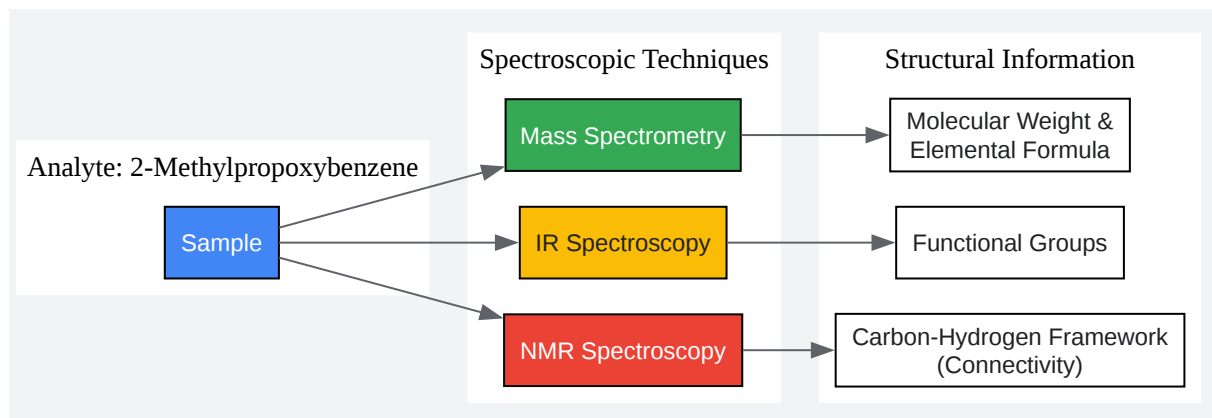 Spectroscopic Techniques
Structural Information
Mass Spectrometry
Molecular Weight &
Elemental Formula
Analyte: 2-Methylpropoxybenzene
Sample
IR Spectroscopy
Functional Groups
NMR Spectroscopy
Carbon-Hydrogen Framework
(Connectivity)